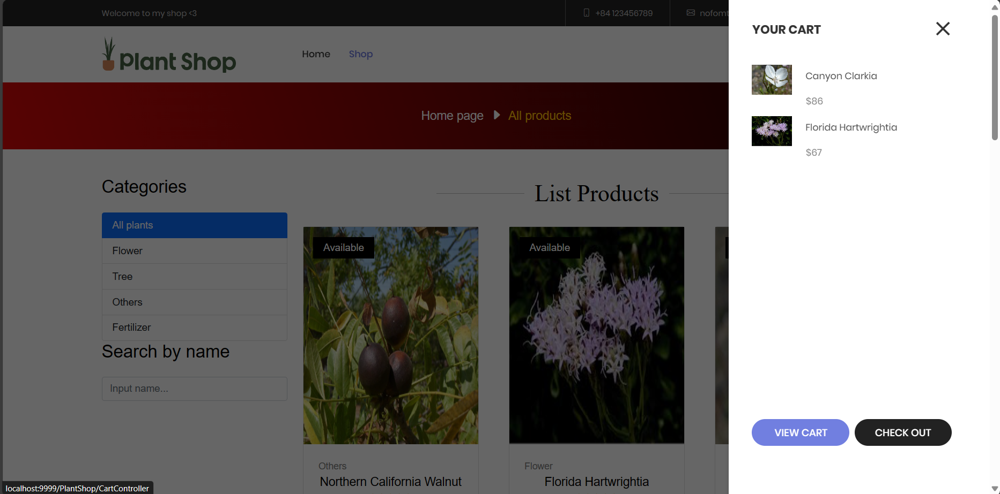 Welcome to my shop <3
+84 123456789
Plant Shop
Home
Shop
Home page
All products
Categories
All plants
Flower
Tree
Others
Fertilizer
Search by name
Input name...
List Products
Available
Others
Northern California Walnut
Available
Flower
Florida Hartwrightia
YOUR CART
Canyon Clarkia
$86
Florida Hartwrightia
$67
VIEW CART
CHECK OUT
localhost:9999/PlantShop/CartController